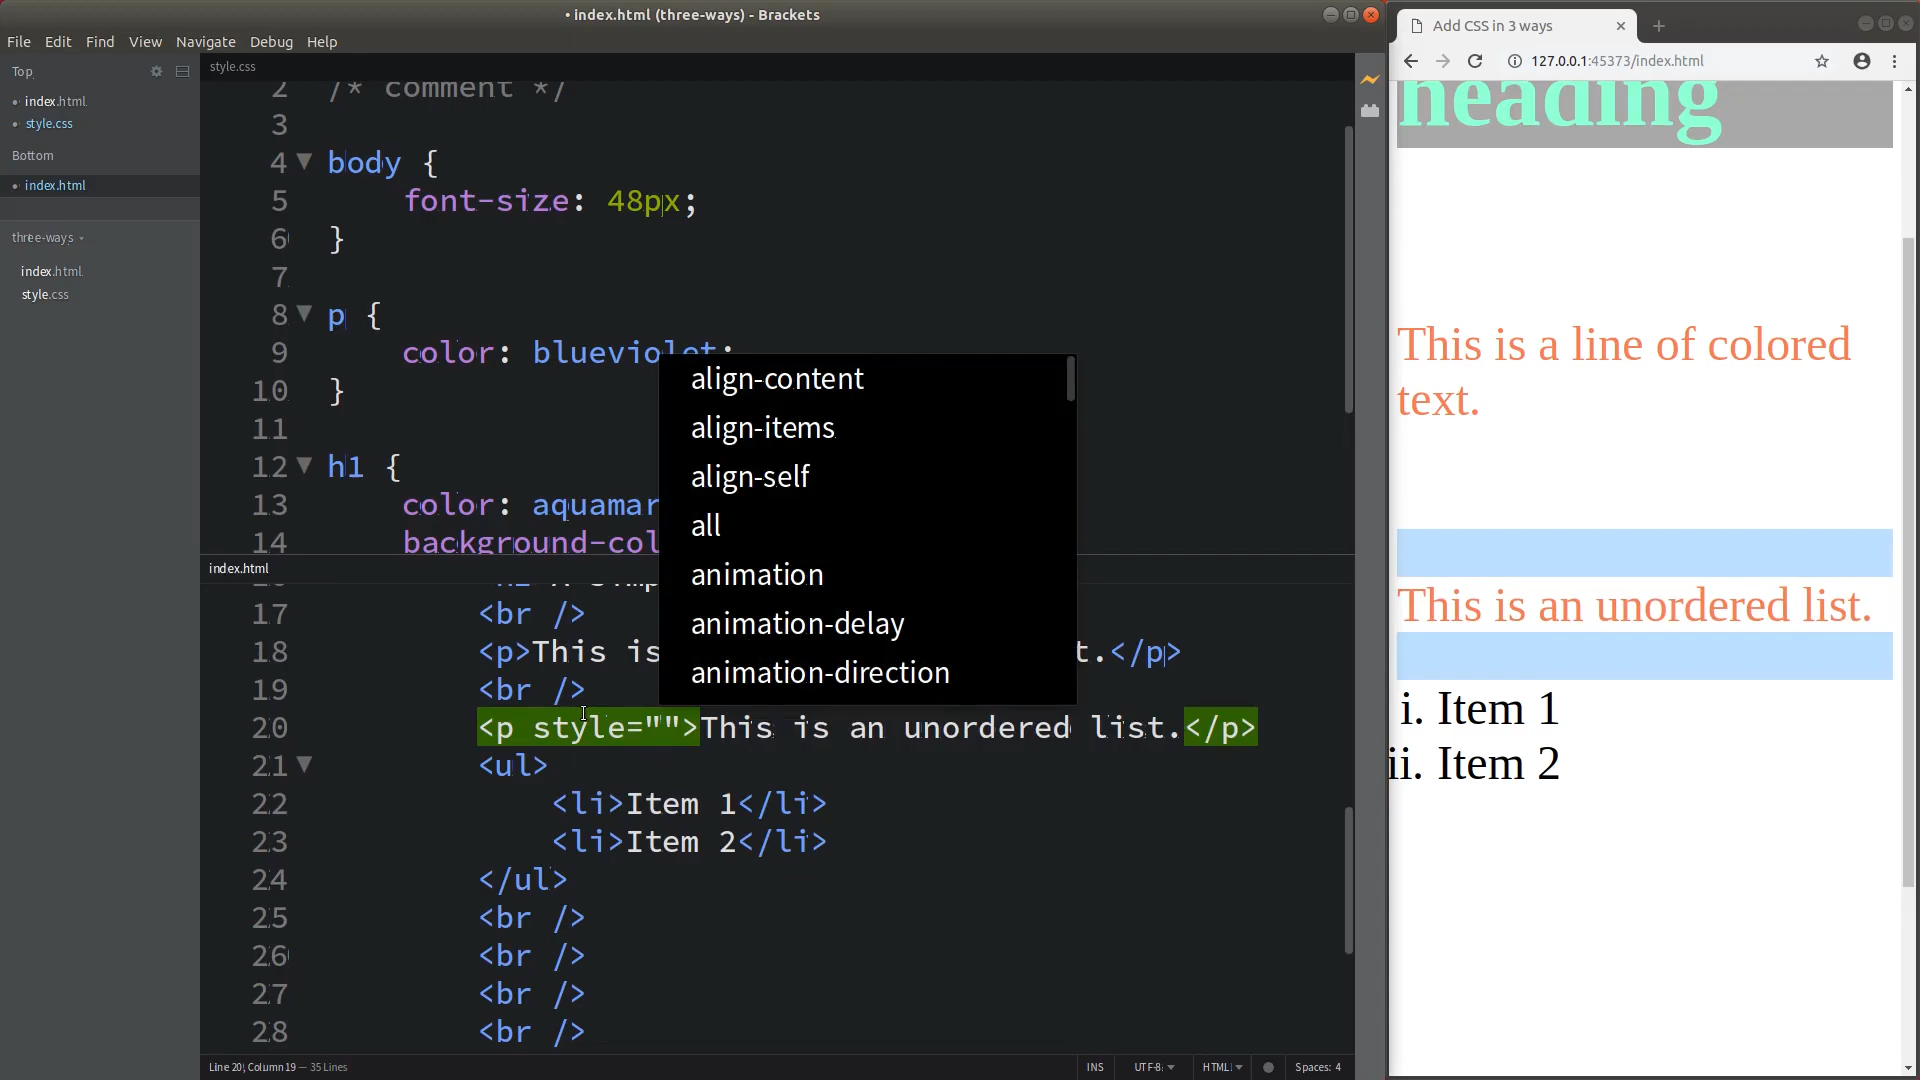 • index.html (three-ways) - Brackets
File Edit Find View Navigate Debug Help
Top
• index.html
• style.css
Bottom
• index.html
three-ways
index.html
style.css
style.css
2 /* comment */
3
4 body {
5 font-size: 48px;
6 }
7
8 p {
9 color: blueviolet;
10 }
11
12 h1 {
13 color: aquamar
14 background-col
align-content
align-items
align-self
all
animation
animation-delay
animation-direction
index.html
17 <br />
18 <p>This is t.</p>
19 <br />
20 <p style="">This is an unordered list.</p>
21 <ul>
22 <li>Item 1</li>
23 <li>Item 2</li>
24 </ul>
25 <br />
26 <br />
27 <br />
28 <br />
Line 20, Column 19 — 35 Lines
INS UTF-8 HTML Spaces: 4
Add CSS in 3 ways
127.0.0.1:45373/index.html
heading
This is a line of colored
text.
This is an unordered list.
i. Item 1
ii. Item 2